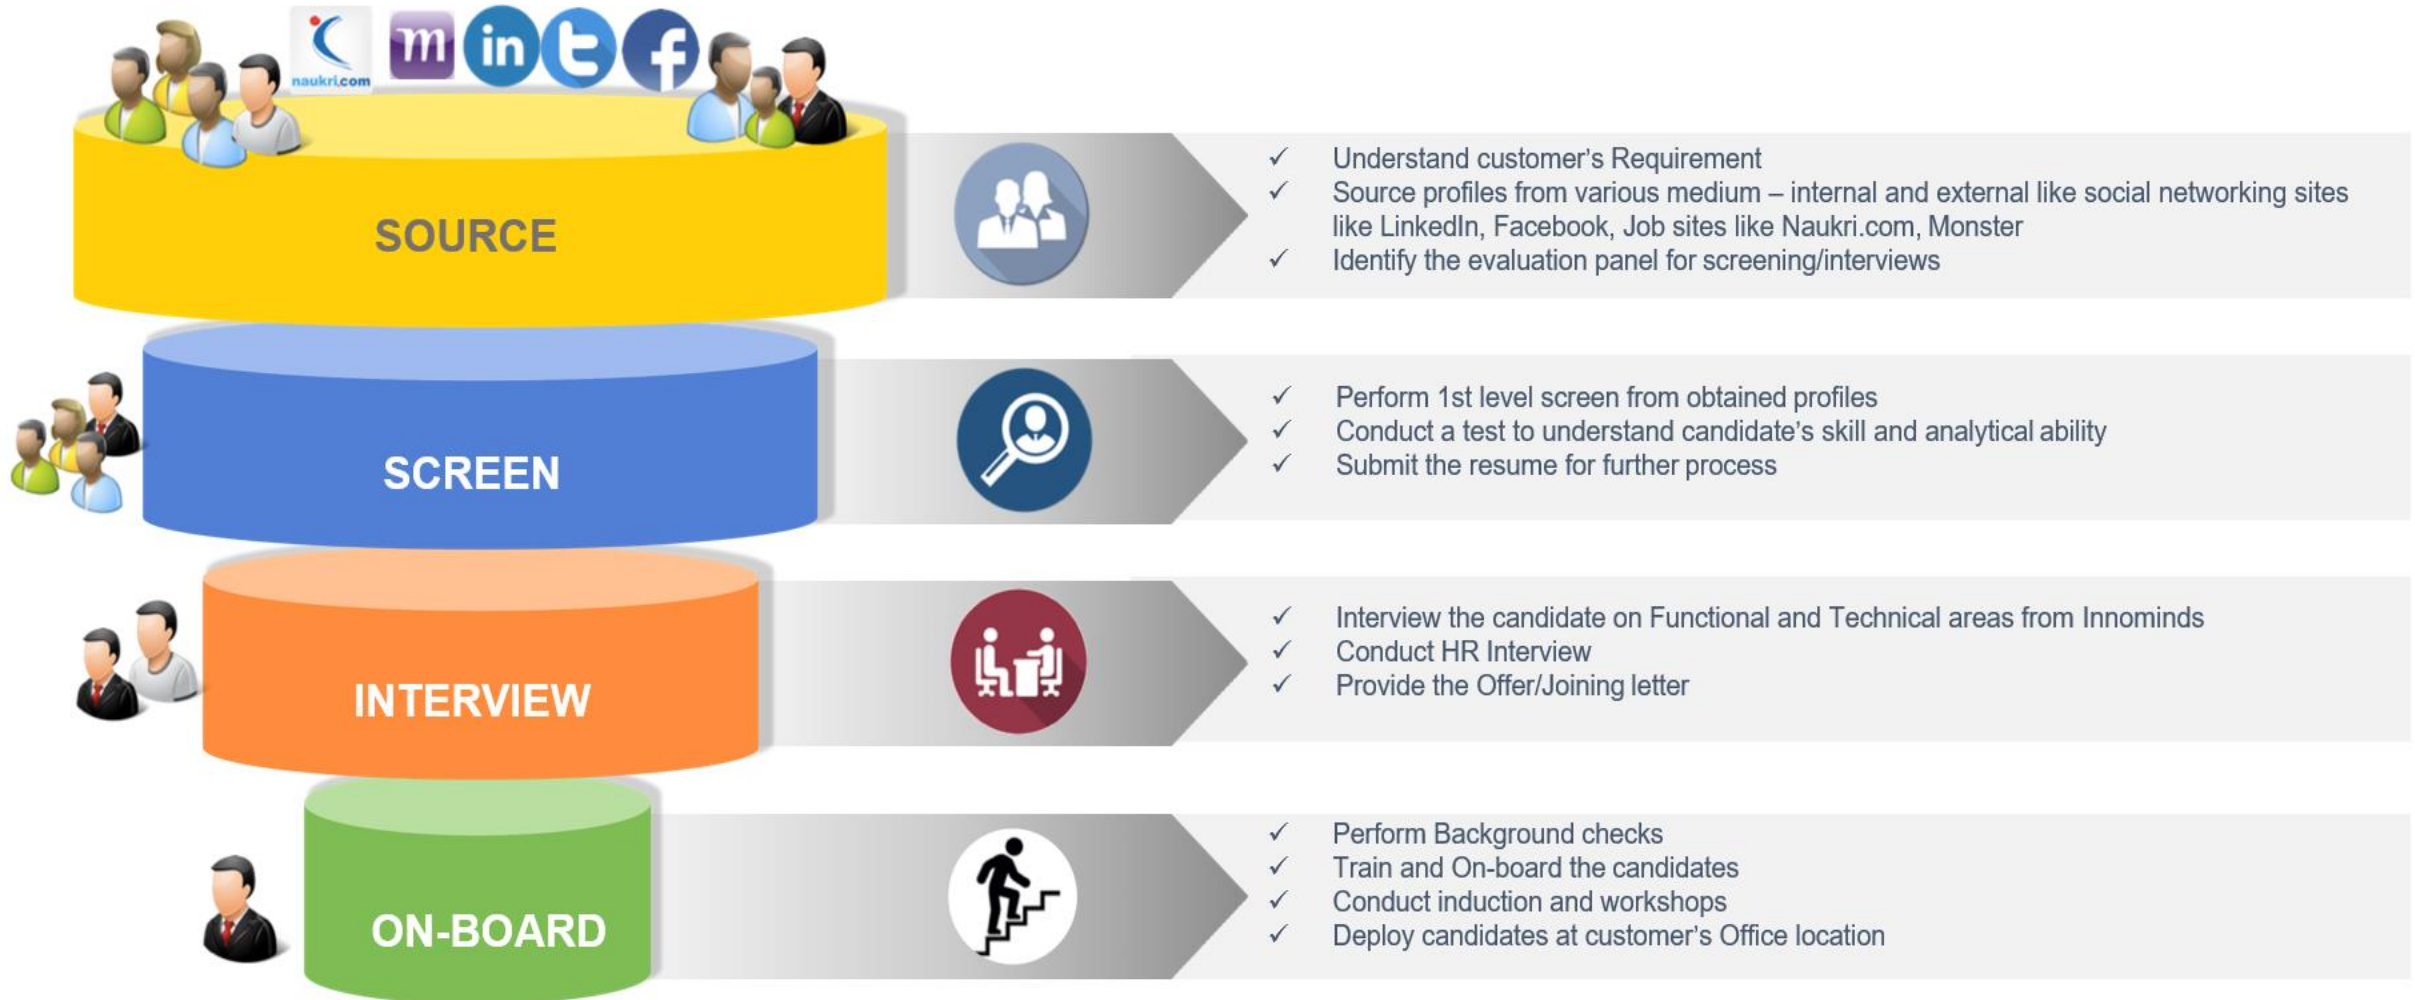 naukri.com
m
in
t
f
SOURCE
✓ Understand customer's Requirement
✓ Source profiles from various medium – internal and external like social networking sites
like LinkedIn, Facebook, Job sites like Naukri.com, Monster
✓ Identify the evaluation panel for screening/interviews
SCREEN
✓ Perform 1st level screen from obtained profiles
✓ Conduct a test to understand candidate's skill and analytical ability
✓ Submit the resume for further process
INTERVIEW
✓ Interview the candidate on Functional and Technical areas from Innominds
✓ Conduct HR Interview
✓ Provide the Offer/Joining letter
ON-BOARD
✓ Perform Background checks
✓ Train and On-board the candidates
✓ Conduct induction and workshops
✓ Deploy candidates at customer's Office location